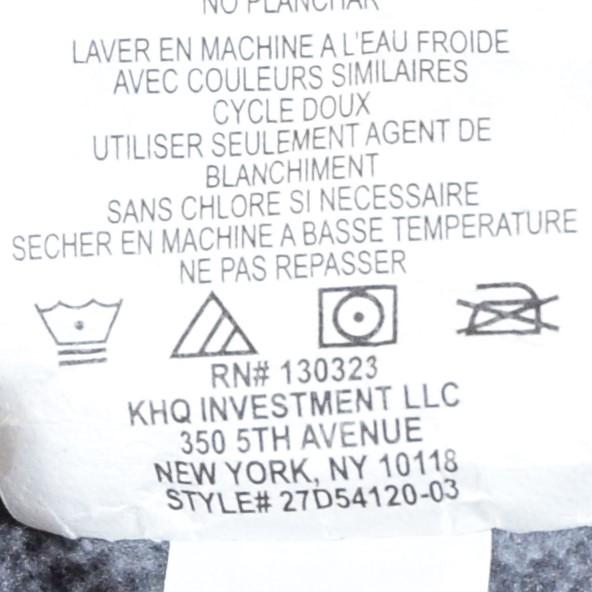 NO PLANCHAR
LAVER EN MACHINE A L'EAU FROIDE
AVEC COULEURS SIMILAIRES
CYCLE DOUX
UTILISER SEULEMENT AGENT DE
BLANCHIMENT
SANS CHLORE SI NECESSAIRE
SECHER EN MACHINE A BASSE TEMPERATURE
NE PAS REPASSER
RN# 130323
KHQ INVESTMENT LLC
350 5TH AVENUE
NEW YORK, NY 10118
STYLE# 27D54120-03